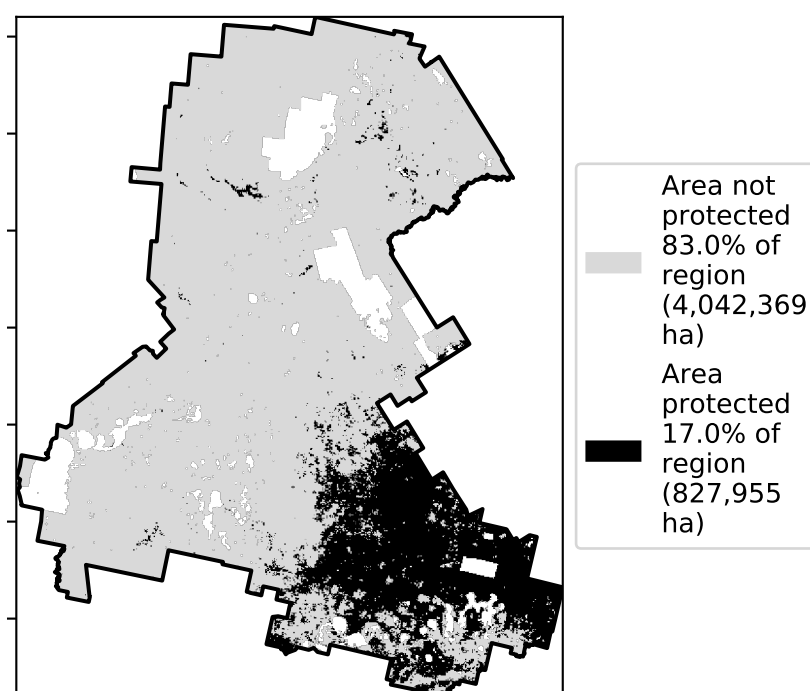 Area not
protected
83.0% of
region
(4,042,369
ha)
Area
protected
17.0% of
region
(827,955
ha)